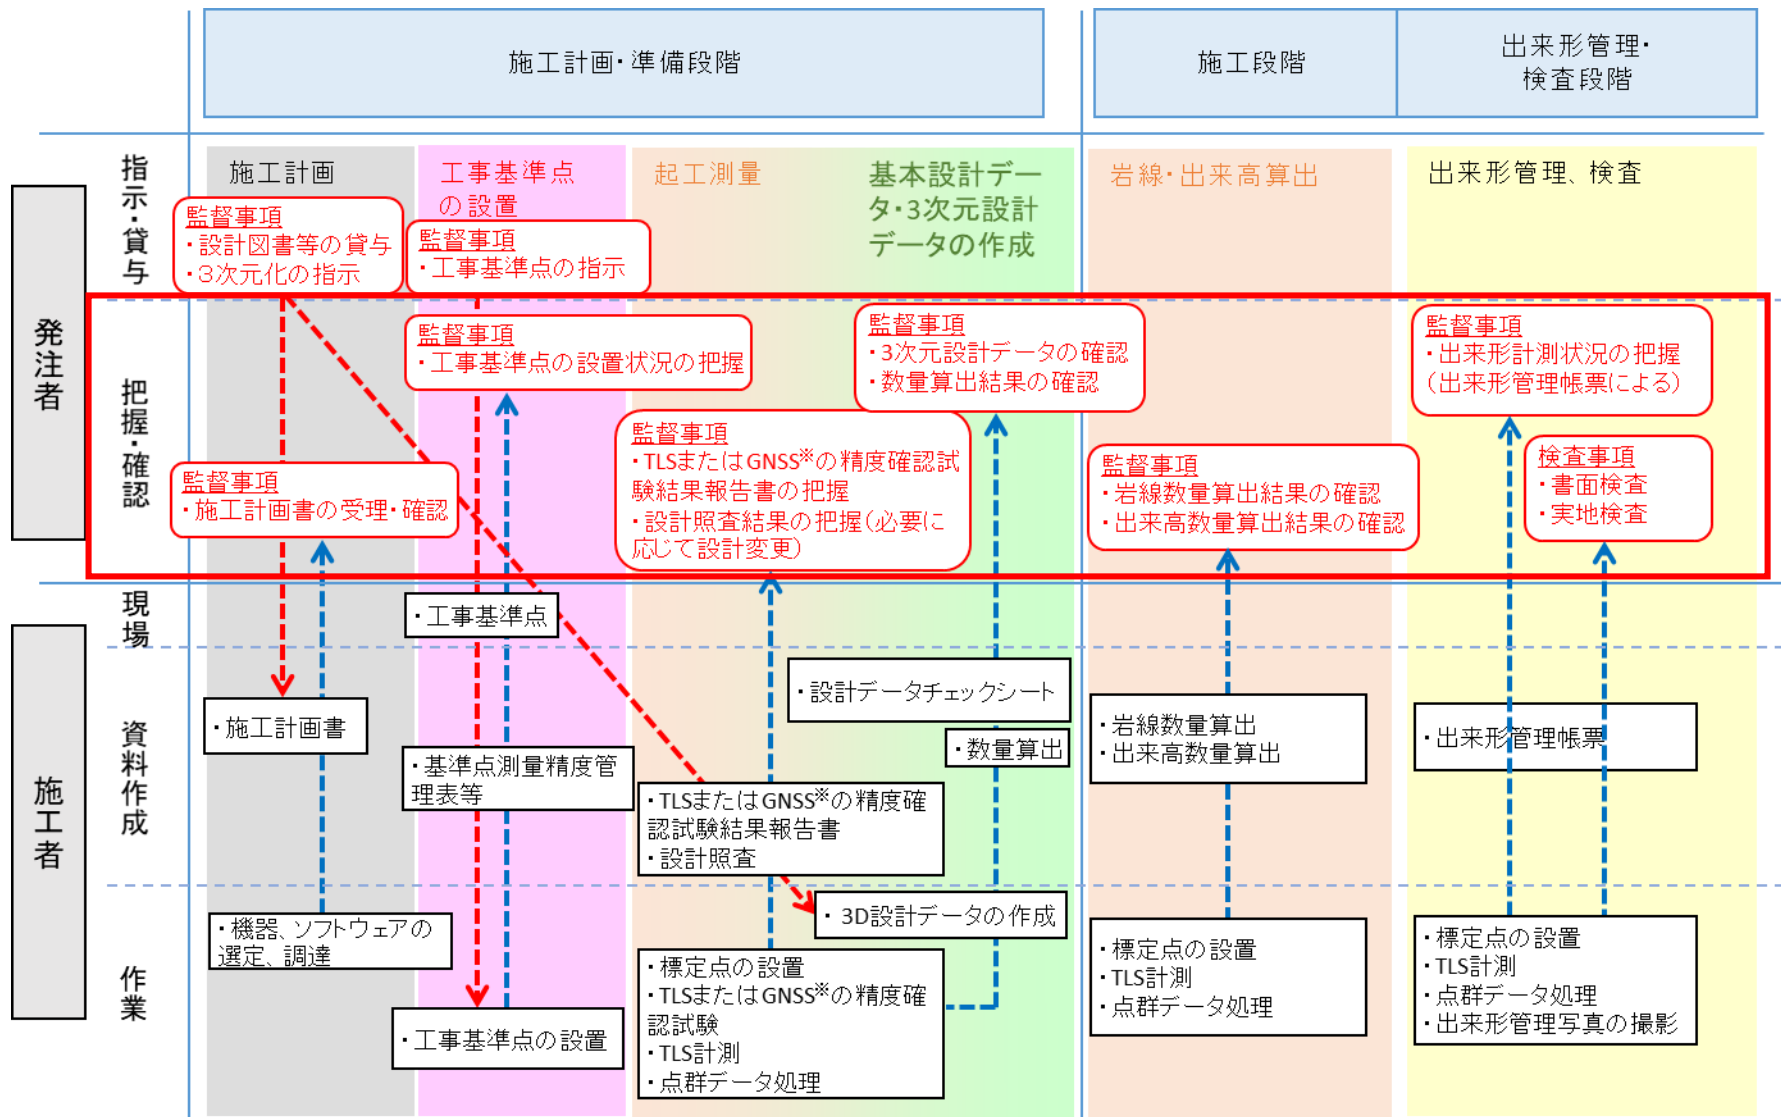 施工計画・準備段階
施工段階
出来形管理・
検査段階
発注者
指示・貸与
施工計画
工事基準点
の設置
起工測量
基本設計デー
タ・3次元設計
データの作成
岩線・出来高算出
出来形管理、検査
監督事項
・設計図書等の貸与
・3次元化の指示
監督事項
・工事基準点の指示
把握・確認
監督事項
・施工計画書の受理・確認
監督事項
・工事基準点の設置状況の把握
監督事項
・TLSまたはGNSS※の精度確認試
験結果報告書の把握
・設計照査結果の把握(必要に
応じて設計変更)
監督事項
・3次元設計データの確認
・数量算出結果の確認
監督事項
・岩線数量算出結果の確認
・出来高数量算出結果の確認
監督事項
・出来形計測状況の把握
(出来形管理帳票による)
検査事項
・書面検査
・実地検査
施工者
現場
・工事基準点
資料作成
・施工計画書
・基準点測量精度管
理表等
・TLSまたはGNSS※の精度確
認試験結果報告書
・設計照査
・設計データチェックシート
・数量算出
・岩線数量算出
・出来高数量算出
・出来形管理帳票
作業
・機器、ソフトウェアの
選定、調達
・工事基準点の設置
・標定点の設置
・TLSまたはGNSS※の精度確
認試験
・TLS計測
・点群データ処理
・3D設計データの作成
・標定点の設置
・TLS計測
・点群データ処理
・標定点の設置
・TLS計測
・点群データ処理
・出来形管理写真の撮影